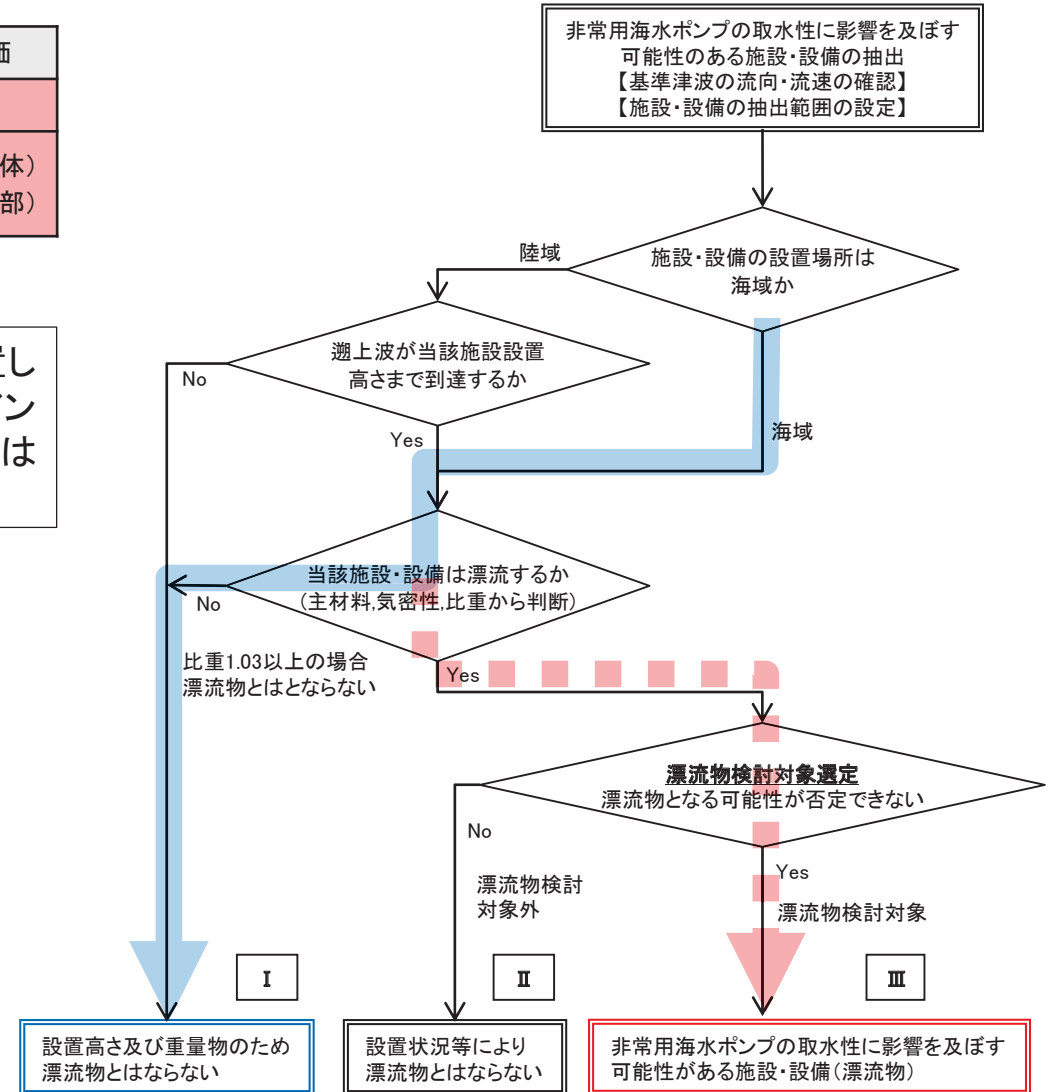 価
体）
部）
置し
イン
は
非常用海水ポンプの取水性に影響を及ぼす
可能性のある施設・設備の抽出
【基準津波の流向・流速の確認】
【施設・設備の抽出範囲の設定】
陸域
施設・設備の設置場所は
海域か
遡上波が当該施設設置
高さまで到達するか
No
Yes
海域
当該施設・設備は漂流するか
（主材料，気密性，比重から判断）
No
比重1.03以上の場合
漂流物とはとならない
Yes
漂流物検討対象選定
漂流物となる可能性が否定できない
No
漂流物検討
対象外
Yes
漂流物検討対象
Ⅰ
Ⅱ
Ⅲ
設置高さ及び重量物のため
漂流物とはならない
設置状況等により
漂流物とはならない
非常用海水ポンプの取水性に影響を及ぼす
可能性がある施設・設備（漂流物）